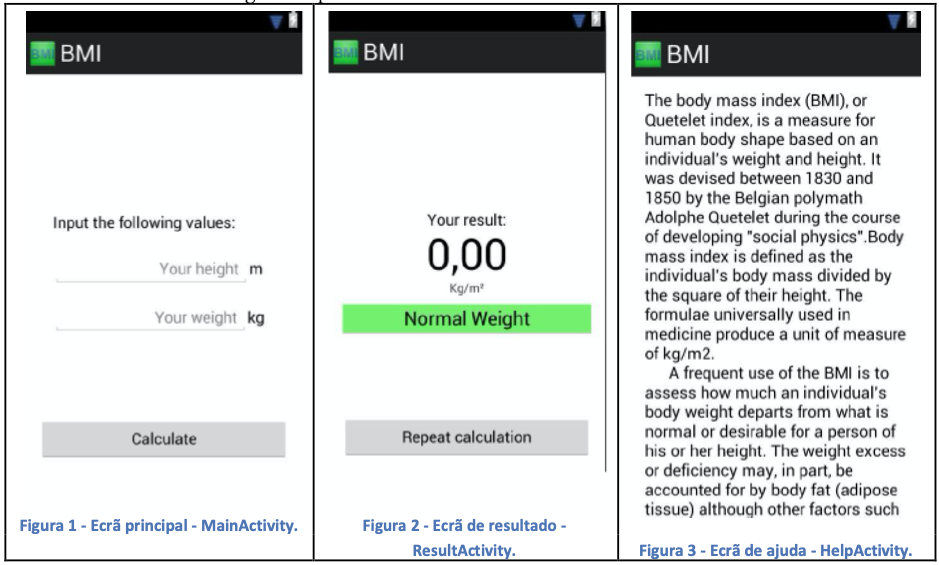 BMI BMI
Input the following values:
Your height m
Your weight kg
Calculate
Figura 1 - Ecrã principal - MainActivity.
BMI BMI
Your result:
0,00
Kg/m²
Normal Weight
Repeat calculation
Figura 2 - Ecrã de resultado -
ResultActivity.
BMI BMI
The body mass index (BMI), or
Quetelet index, is a measure for
human body shape based on an
individual's weight and height. It
was devised between 1830 and
1850 by the Belgian polymath
Adolphe Quetelet during the course
of developing "social physics".Body
mass index is defined as the
individual's body mass divided by
the square of their height. The
formulae universally used in
medicine produce a unit of measure
of kg/m2.
A frequent use of the BMI is to
assess how much an individual's
body weight departs from what is
normal or desirable for a person of
his or her height. The weight excess
or deficiency may, in part, be
accounted for by body fat (adipose
tissue) although other factors such
Figura 3 - Ecrã de ajuda - HelpActivity.